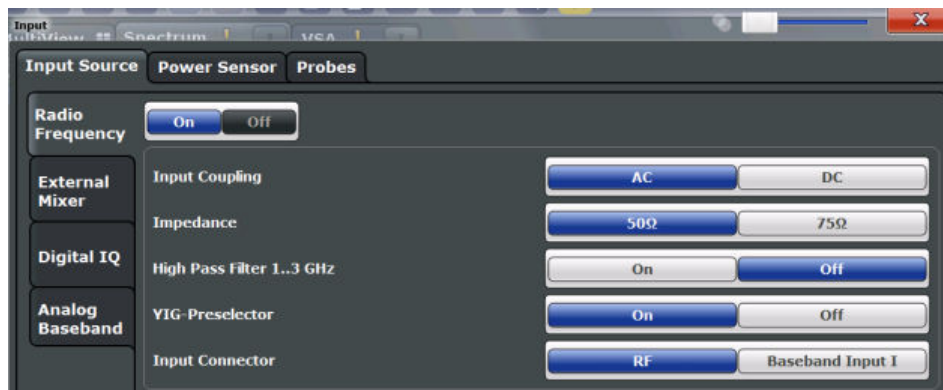 Input
MultiView Spectrum ! VSA !
X
Input Source Power Sensor Probes
Radio Frequency On Off
External Mixer
Digital IQ
Analog Baseband
Input Coupling AC DC
Impedance 50Ω 75Ω
High Pass Filter 1..3 GHz On Off
YIG-Preselector On Off
Input Connector RF Baseband Input I